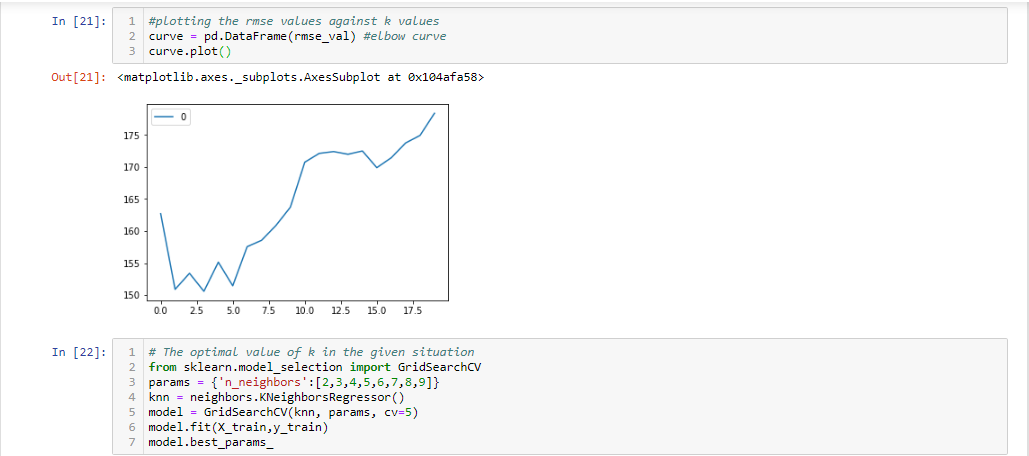 In [21]:
1 #plotting the rmse values against k values
2 curve = pd.DataFrame(rmse_val) #elbow curve
3 curve.plot()
Out[21]: <matplotlib.axes._subplots.AxesSubplot at 0x104afa58>
0
175
170
165
160
155
150
0.0 2.5 5.0 7.5 10.0 12.5 15.0 17.5
In [22]:
1 # The optimal value of k in the given situation
2 from sklearn.model_selection import GridSearchCV
3 params = {'n_neighbors':[2,3,4,5,6,7,8,9]}
4 knn = neighbors.KNeighborsRegressor()
5 model = GridSearchCV(knn, params, cv=5)
6 model.fit(X_train,y_train)
7 model.best_params_